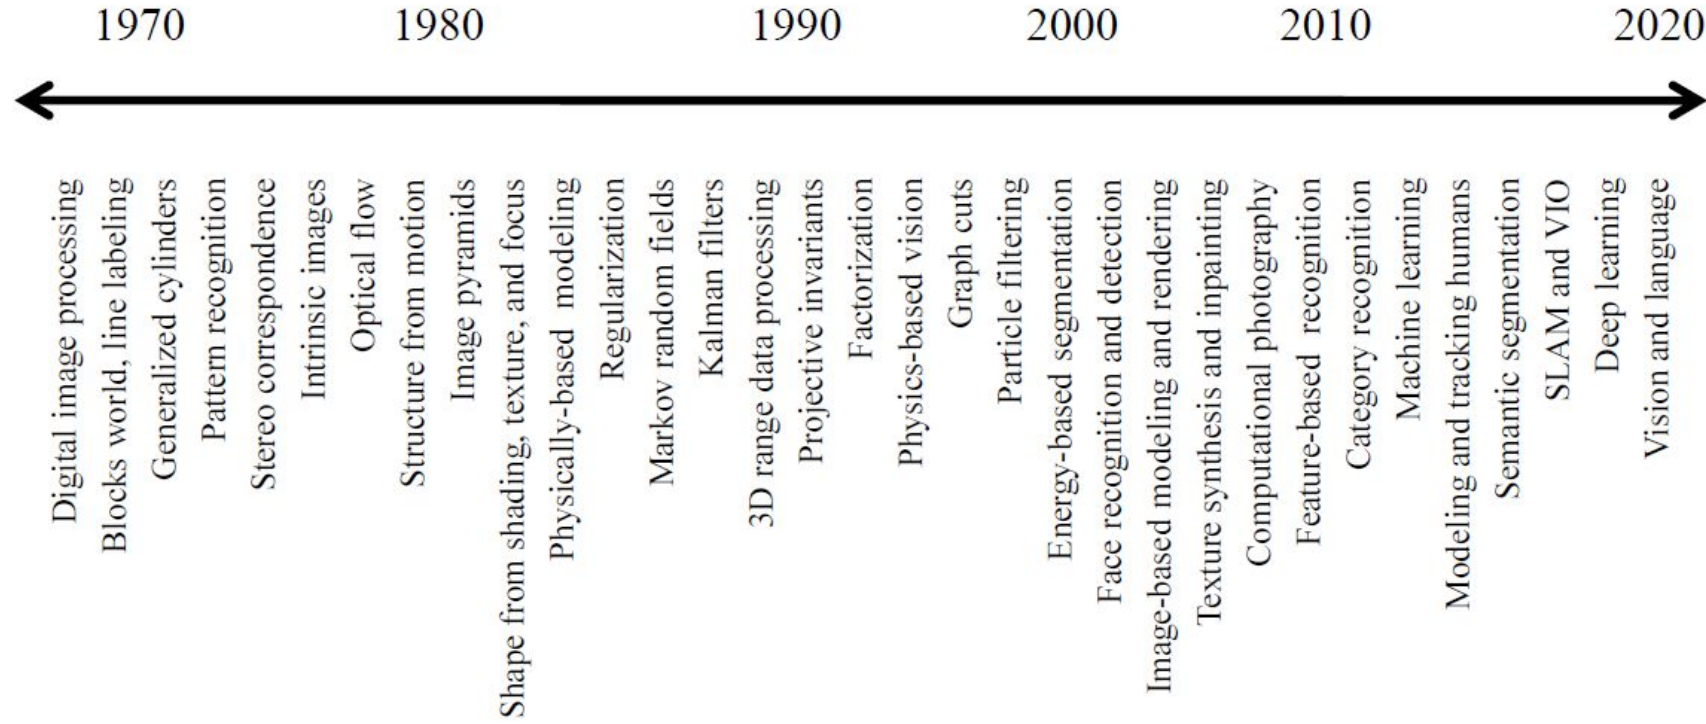 1970 1980 1990 2000 2010 2020
Digital image processing
Blocks world, line labeling
Generalized cylinders
Pattern recognition
Stereo correspondence
Intrinsic images
Optical flow
Structure from motion
Image pyramids
Shape from shading, texture, and focus
Physically-based modeling
Regularization
Markov random fields
Kalman filters
3D range data processing
Projective invariants
Factorization
Physics-based vision
Graph cuts
Particle filtering
Energy-based segmentation
Face recognition and detection
Image-based modeling and rendering
Texture synthesis and inpainting
Computational photography
Feature-based recognition
Category recognition
Machine learning
Modeling and tracking humans
Semantic segmentation
SLAM and VIO
Deep learning
Vision and language